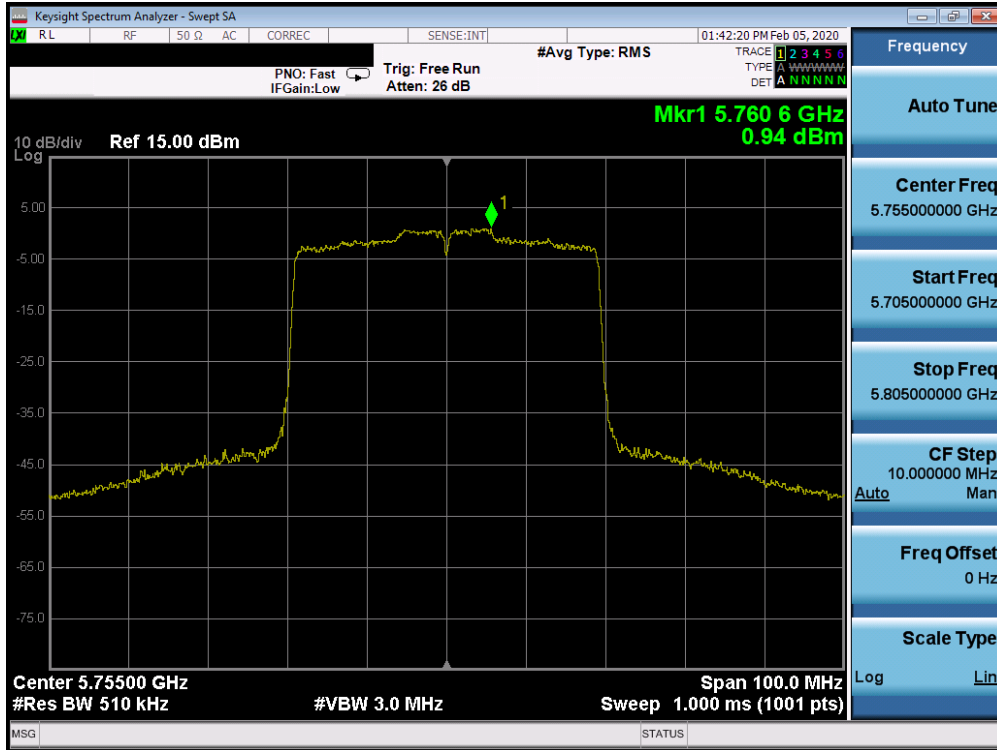 Keysight Spectrum Analyzer - Swept SA
LXI RL RF 50 Ω AC CORREC SENSE:INT 01:42:20 PM Feb 05, 2020
#Avg Type: RMS
TRACE 1 2 3 4 5 6
TYPE A WWWWW
DET A N N N N N
PNO: Fast
IFGain:Low
Trig: Free Run
Atten: 26 dB
Mkr1 5.760 6 GHz
0.94 dBm
10 dB/div Ref 15.00 dBm
Log
1
5.00
-5.00
-15.0
-25.0
-35.0
-45.0
-55.0
-65.0
-75.0
Center 5.75500 GHz Span 100.0 MHz
#Res BW 510 kHz #VBW 3.0 MHz Sweep 1.000 ms (1001 pts)
MSG STATUS
Frequency
Auto Tune
Center Freq
5.755000000 GHz
Start Freq
5.705000000 GHz
Stop Freq
5.805000000 GHz
CF Step
10.000000 MHz
Auto Man
Freq Offset
0 Hz
Scale Type
Log Lin